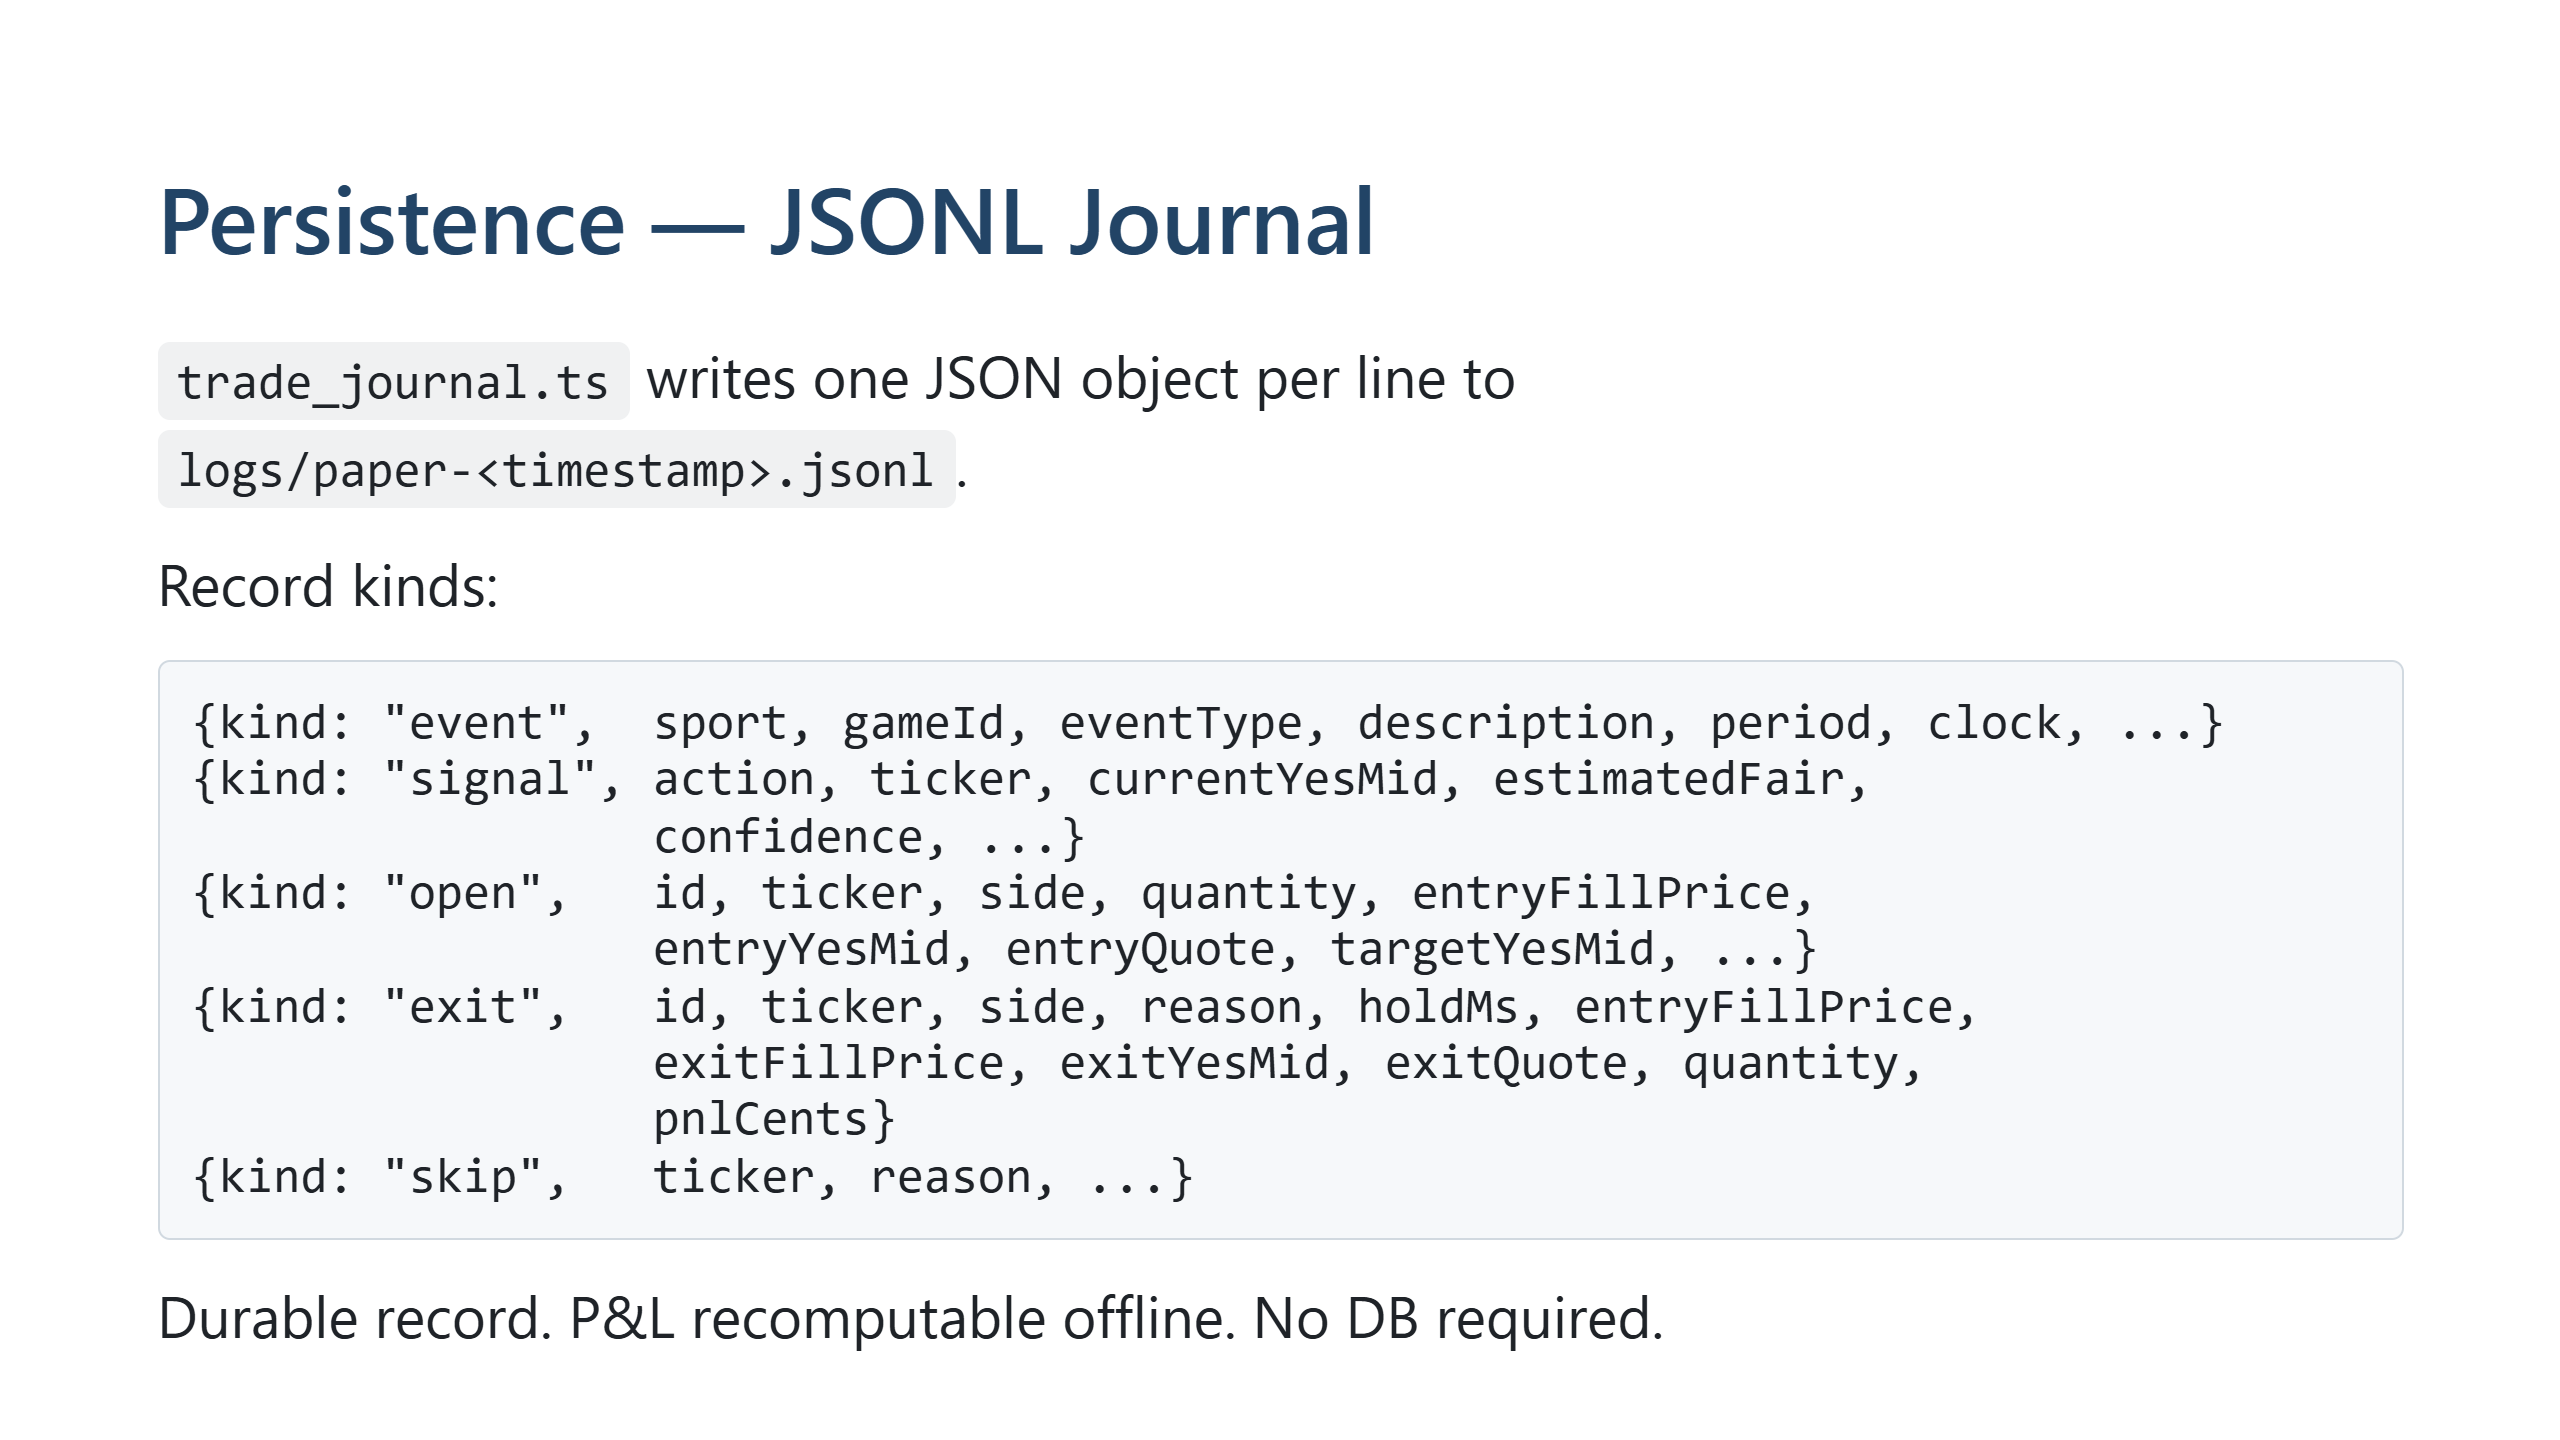 Persistence — JSONL Journal
trade_journal.ts writes one JSON object per line to
logs/paper-<timestamp>.jsonl.
Record kinds:
{kind: "event",  sport, gameId, eventType, description, period, clock, ...}
{kind: "signal", action, ticker, currentYesMid, estimatedFair,
                 confidence, ...}
{kind: "open",   id, ticker, side, quantity, entryFillPrice,
                 entryYesMid, entryQuote, targetYesMid, ...}
{kind: "exit",   id, ticker, side, reason, holdMs, entryFillPrice,
                 exitFillPrice, exitYesMid, exitQuote, quantity,
                 pnlCents}
{kind: "skip",   ticker, reason, ...}
Durable record. P&L recomputable offline. No DB required.